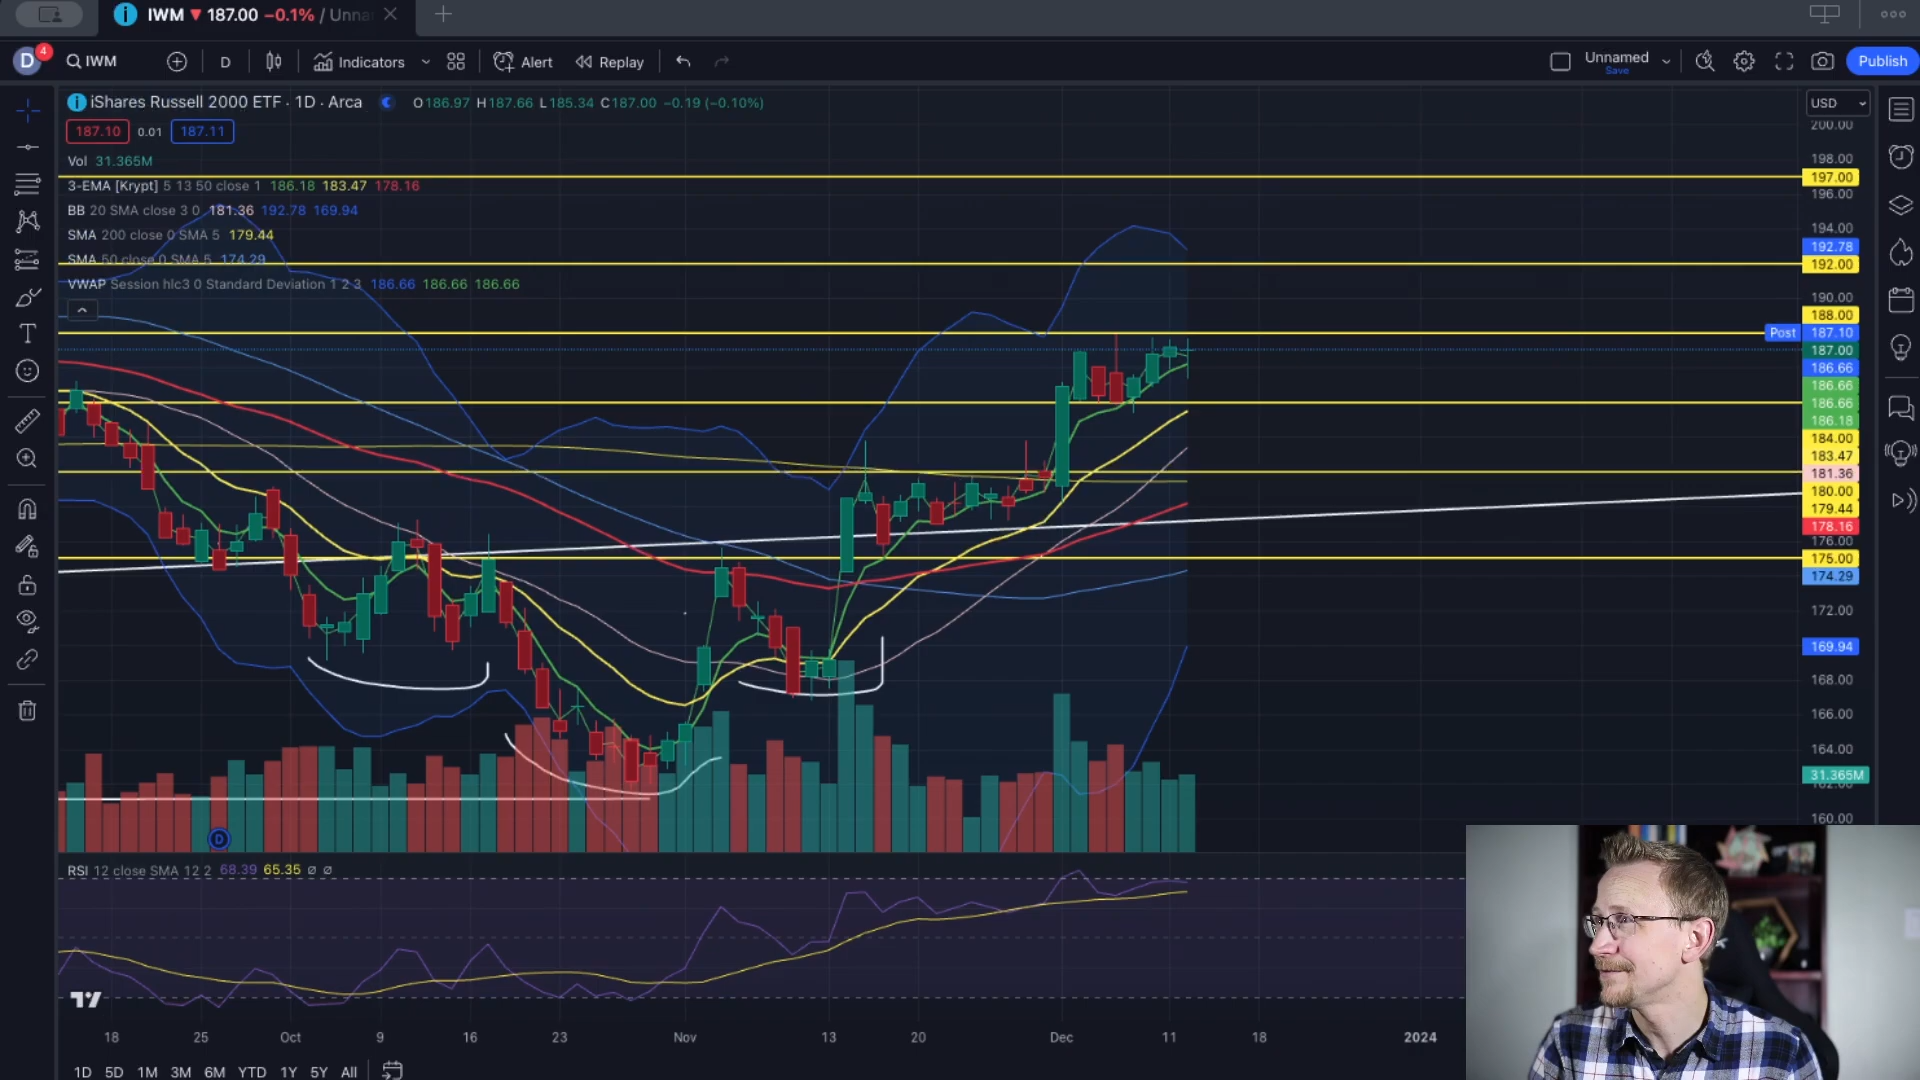 IWM ▼ 187.00 −0.1% / Unna
D 4 IWM D Indicators Alert Replay Unnamed Save Publish
iShares Russell 2000 ETF · 1D · Arca O186.97 H187.66 L185.34 C187.00 −0.19 (−0.10%) USD
187.10 0.01 187.11
Vol 31.365M
3-EMA [Krypt] 5 13 50 close 1 186.18 183.47 178.16
BB 20 SMA close 3 0 181.36 192.78 169.94
SMA 200 close 0 SMA 5 179.44
SMA 50 close 0 SMA 5 174.29
VWAP Session hlc3 0 Standard Deviation 1 2 3 186.66 186.66 186.66
200.00
198.00
197.00
196.00
194.00
192.78
192.00
190.00
188.00
Post 187.10
187.00
186.66
186.66
186.66
186.18
184.00
183.47
181.36
180.00
179.44
178.16
176.00
175.00
174.29
172.00
169.94
168.00
166.00
164.00
31.365M
162.00
160.00
D
RSI 12 close SMA 12 2 68.39 65.35 ∅ ∅
18 25 Oct 9 16 23 Nov 13 20 Dec 11 18 2024
1D 5D 1M 3M 6M YTD 1Y 5Y All